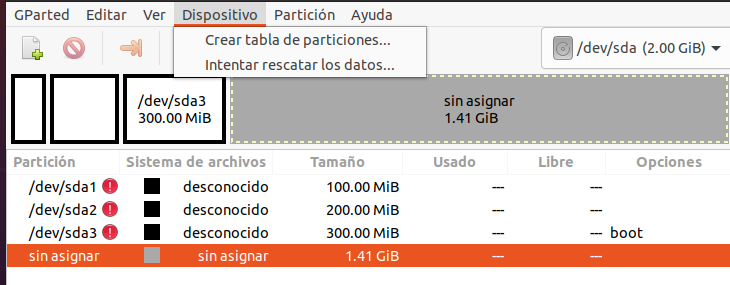 GParted Editar Ver Dispositivo Partición Ayuda
Crear tabla de particiones...
Intentar rescatar los datos...
/dev/sda (2.00 GiB)
/dev/sda3
300.00 MiB
sin asignar
1.41 GiB
Partición Sistema de archivos Tamaño Usado Libre Opciones
/dev/sda1 desconocido 100.00 MiB --- ---
/dev/sda2 desconocido 200.00 MiB --- ---
/dev/sda3 desconocido 300.00 MiB --- --- boot
sin asignar sin asignar 1.41 GiB --- ---